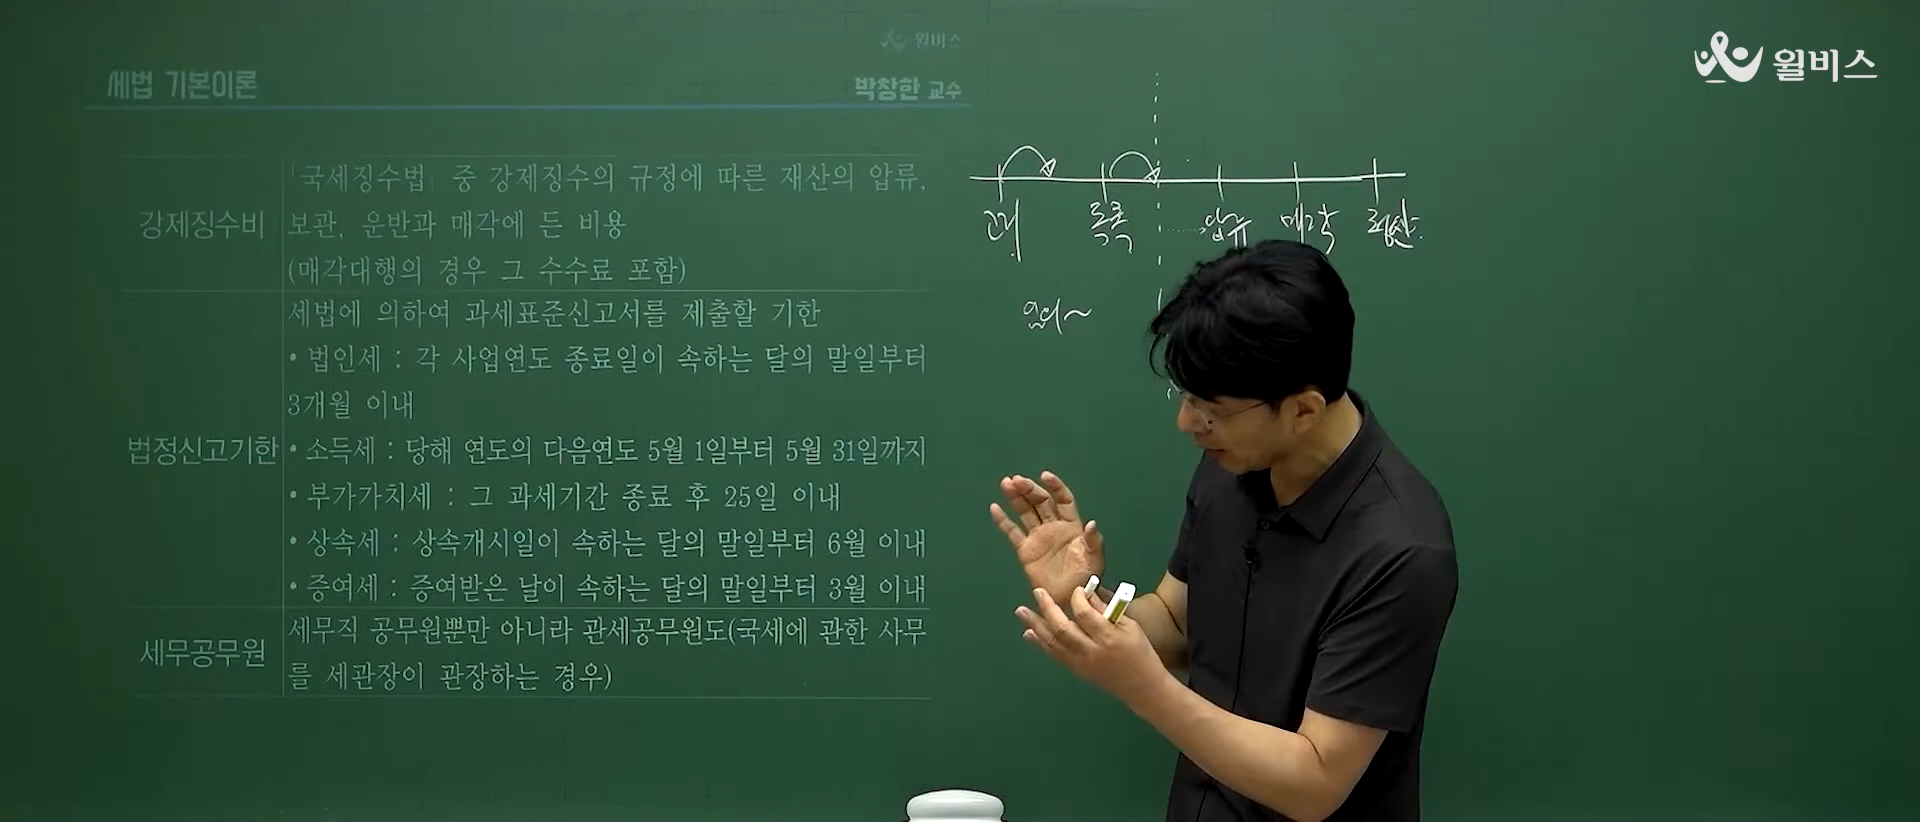 윌비스
윌비스
세법 기본이론
박창한 교수
강제징수비
「국세징수법」 중 강제징수의 규정에 따른 재산의 압류,
보관, 운반과 매각에 든 비용
(매각대행의 경우 그 수수료 포함)
법정신고기한
세법에 의하여 과세표준신고서를 제출할 기한
• 법인세 : 각 사업연도 종료일이 속하는 달의 말일부터
3개월 이내
• 소득세 : 당해 연도의 다음연도 5월 1일부터 5월 31일까지
• 부가가치세 : 그 과세기간 종료 후 25일 이내
• 상속세 : 상속개시일이 속하는 달의 말일부터 6월 이내
• 증여세 : 증여받은 날이 속하는 달의 말일부터 3월 이내
세무공무원
세무직 공무원뿐만 아니라 관세공무원도(국세에 관한 사무
를 세관장이 관장하는 경우)
고지 독촉 압류 매각 청산